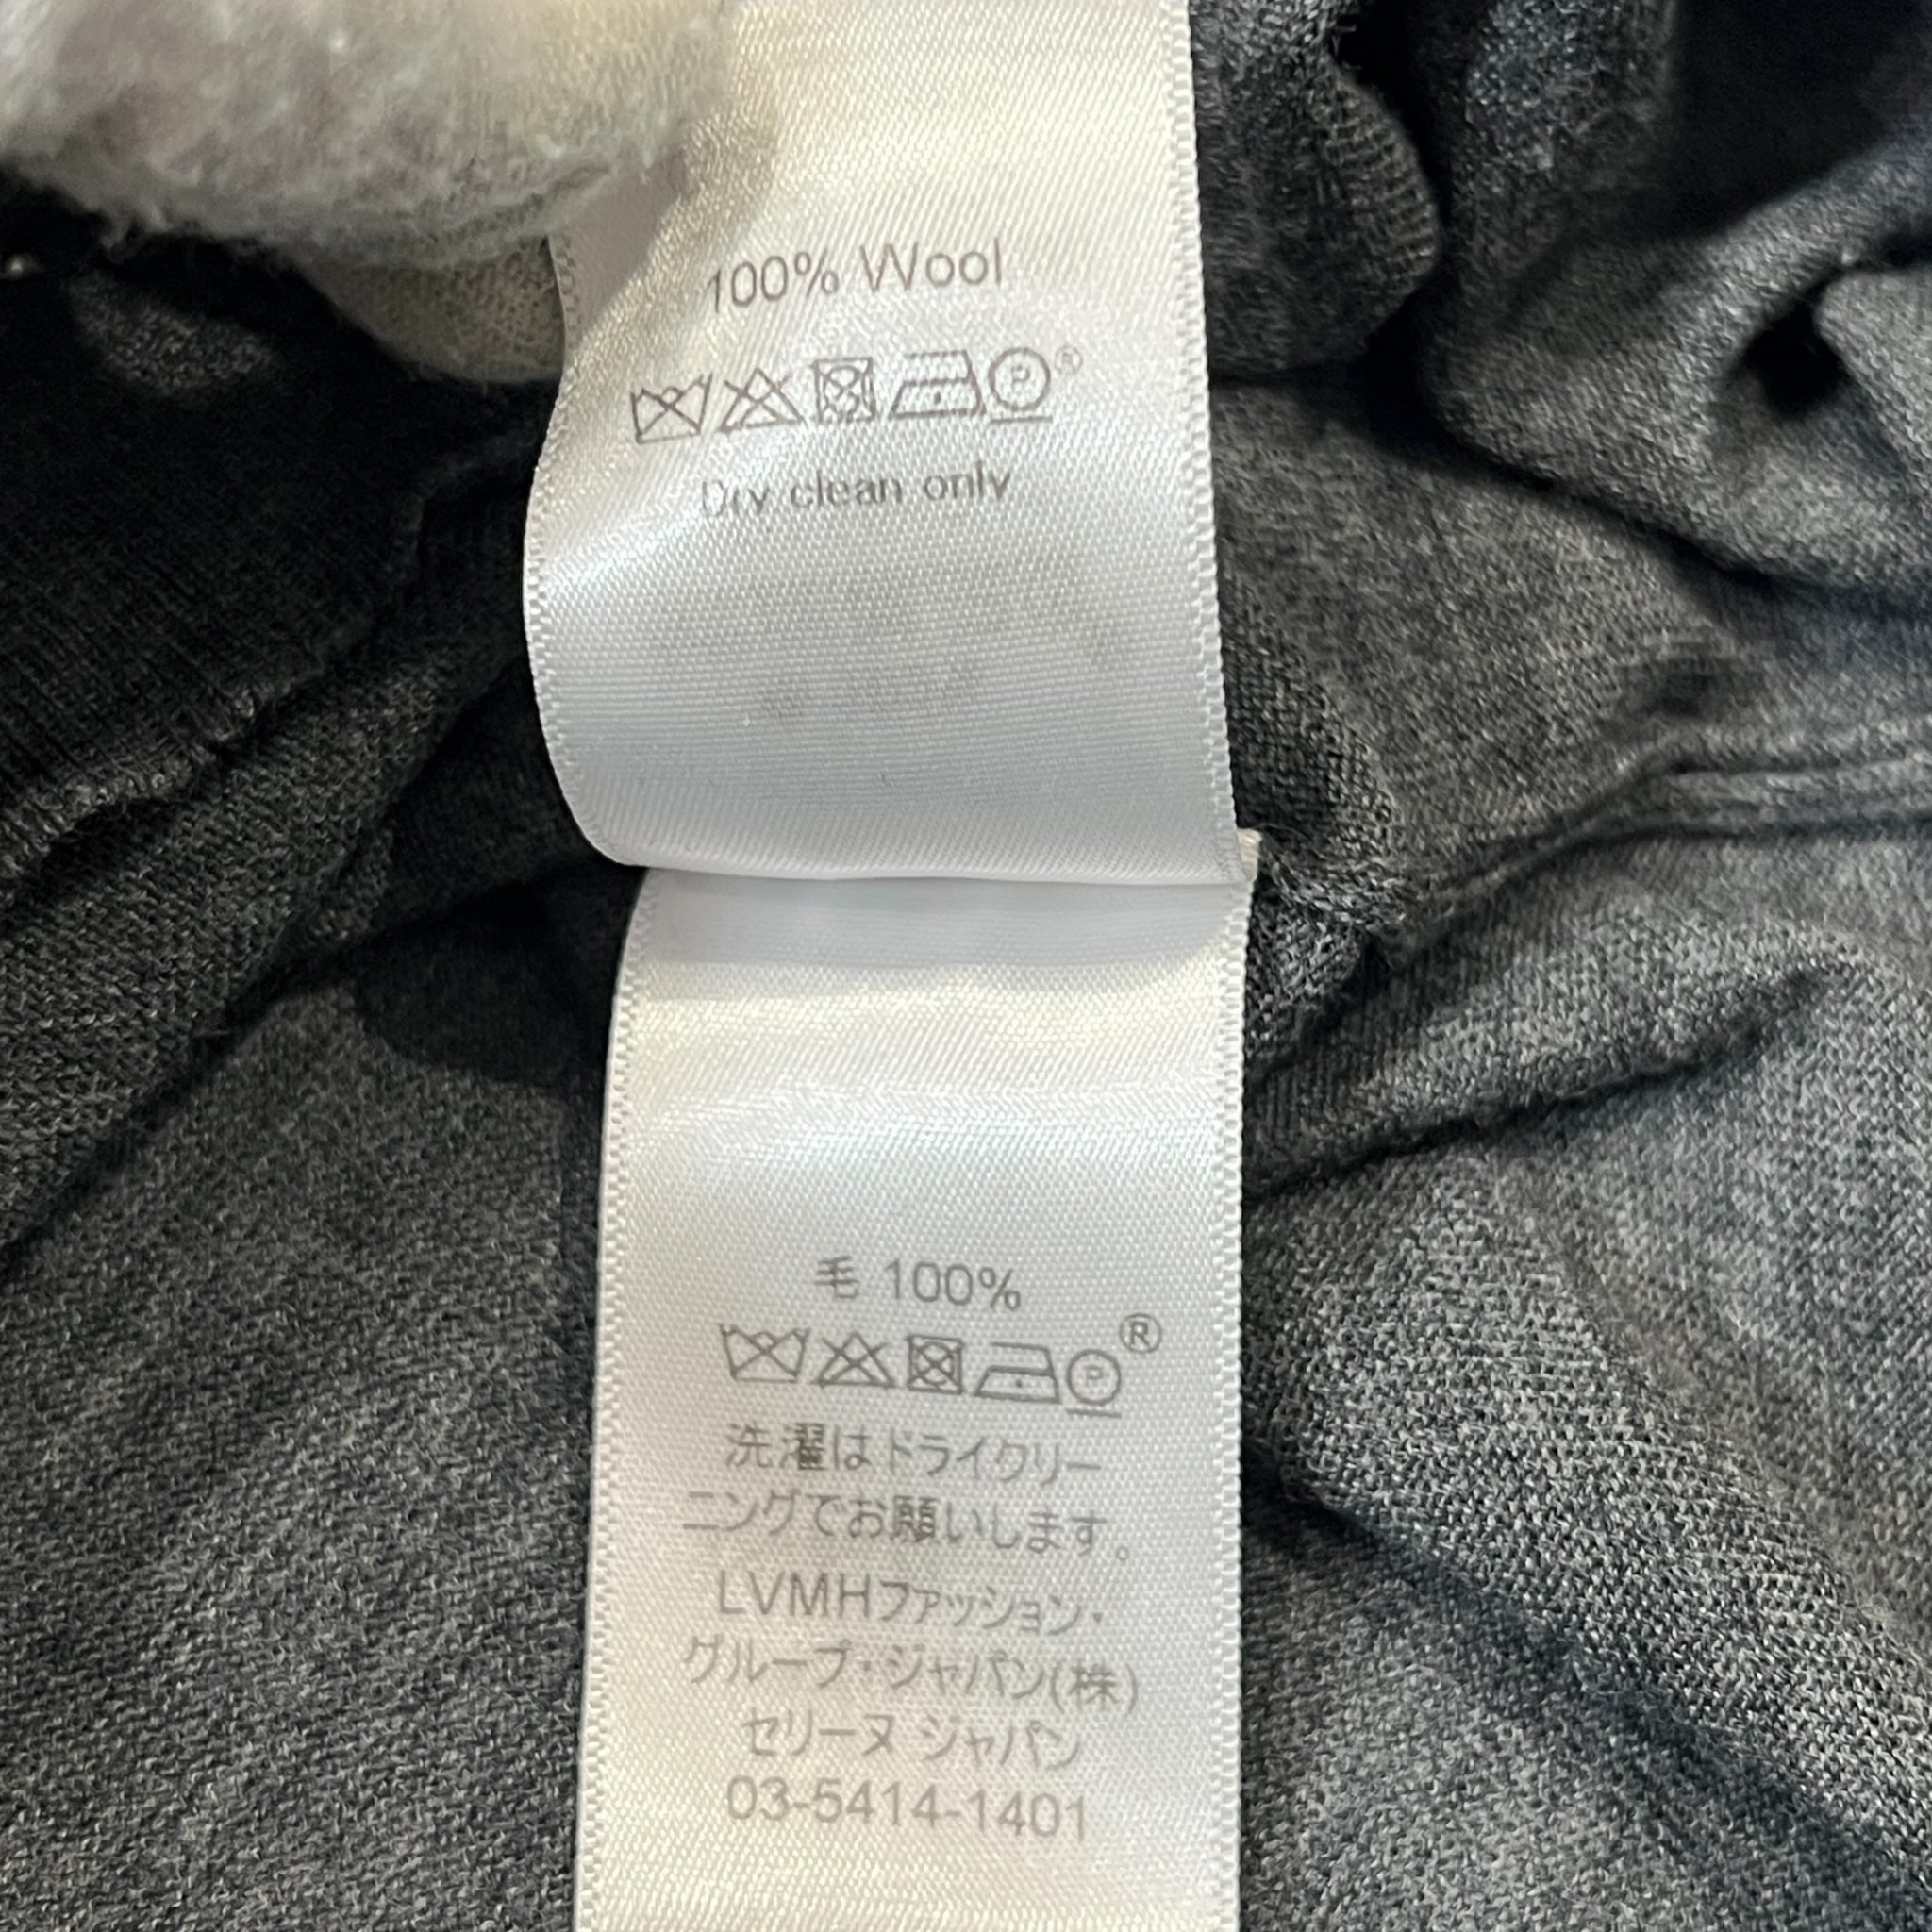 100% Wool
P ®
Dry clean only
毛 100%
P ®
洗濯はドライクリー
ニングでお願いします。
LVMHファッション・
グループ・ジャパン(株)
セリーヌ ジャパン
03-5414-1401